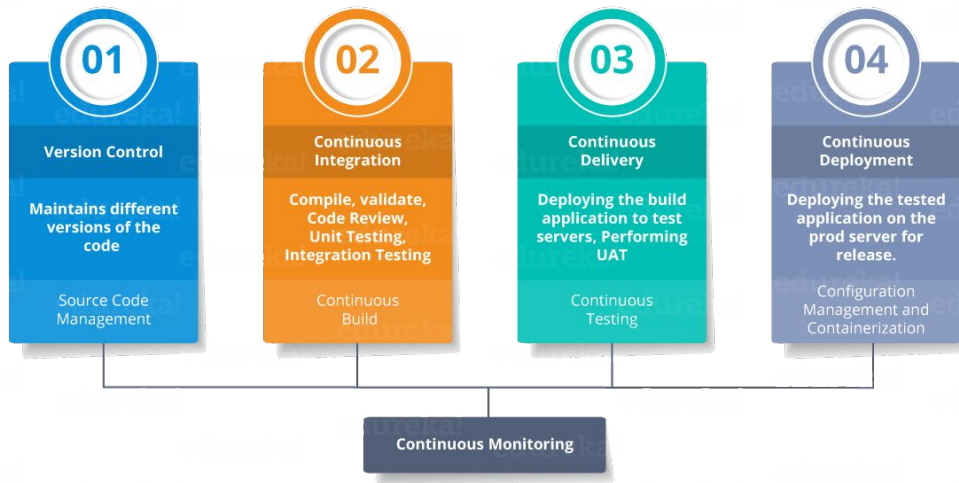 01
Version Control
Maintains different
versions of the
code
Source Code
Management
02
Continuous
Integration
Compile, validate,
Code Review,
Unit Testing,
Integration Testing
Continuous
Build
03
Continuous
Delivery
Deploying the build
application to test
servers, Performing
UAT
Continuous
Testing
04
Continuous
Deployment
Deploying the tested
application on the
prod server for
release.
Configuration
Management and
Containerization
Continuous Monitoring
edureka!